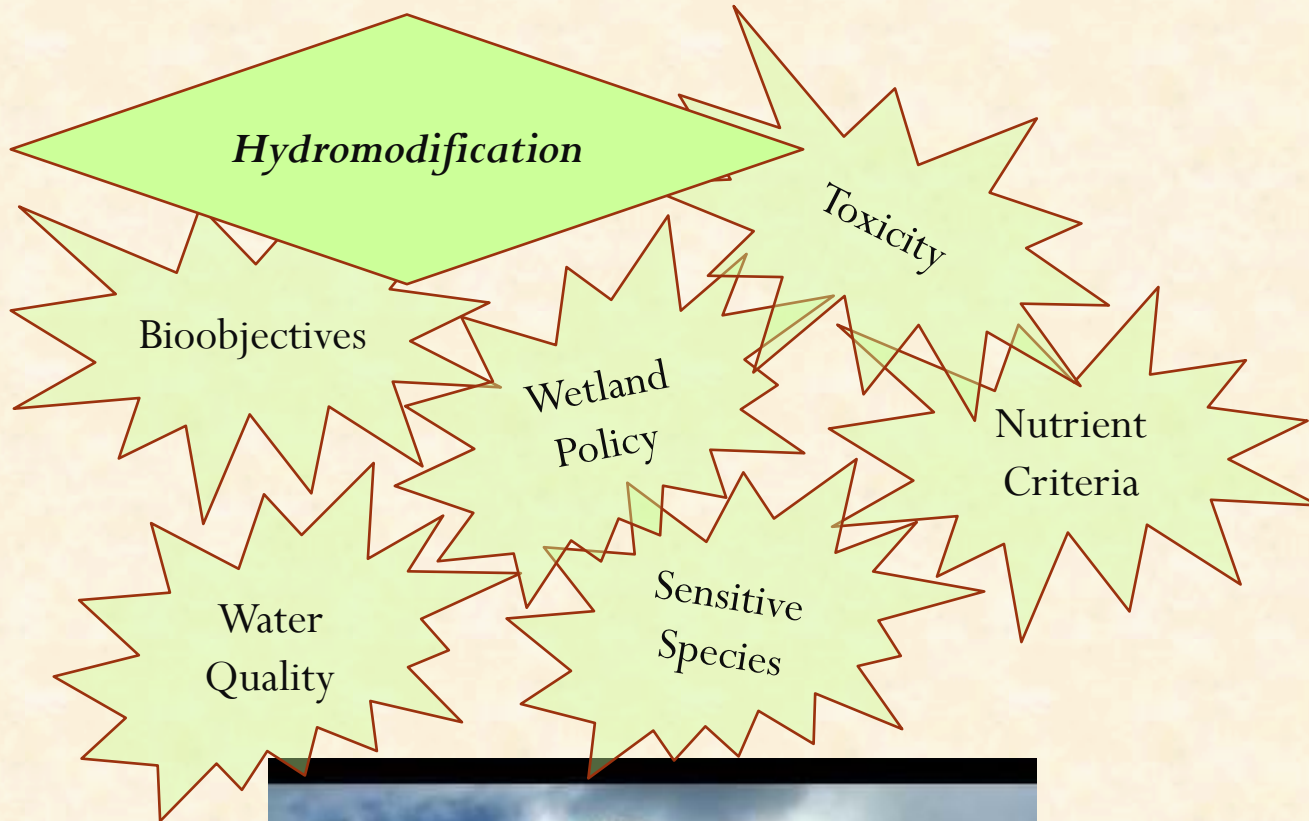 Hydromodification
Toxicity
Bioobjectives
Wetland
Policy
Nutrient
Criteria
Water
Quality
Sensitive
Species